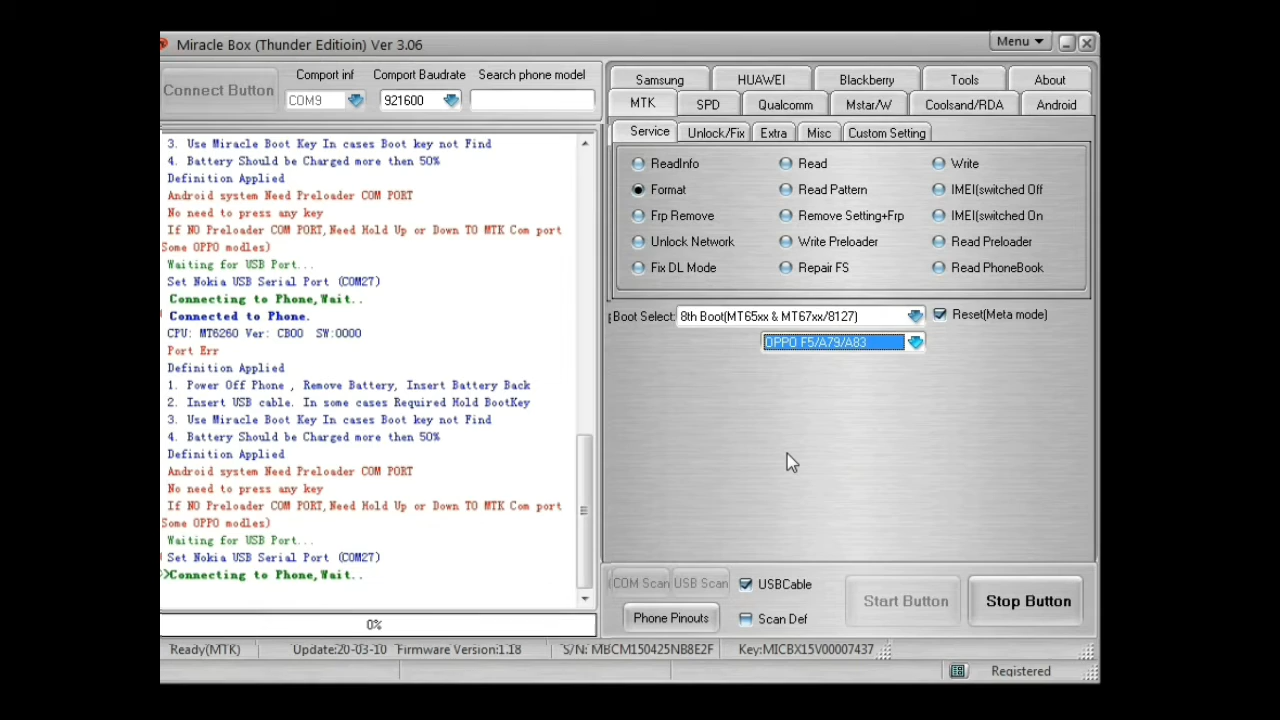 Miracle Box (Thunder Editioin) Ver 3.06
Menu
Connect Button
Comport inf
Comport Baudrate
Search phone model
COM9
921600
3. Use Miracle Boot Key In cases Boot key not Find
4. Battery Should be Charged more then 50%
Definition Applied
Android system Need Preloader COM PORT
No need to press any key
If NO Preloader COM PORT,Need Hold Up or Down TO MTK Com port
Some OPPO modles)
Waiting for USB Port...
Set Nokia USB Serial Port (COM27)
Connecting to Phone,Wait..
Connected to Phone.
CPU: MT6260 Ver: CB00 SW:0000
Port Err
Definition Applied
1. Power Off Phone , Remove Battery, Insert Battery Back
2. Insert USB cable. In some cases Required Hold BootKey
3. Use Miracle Boot Key In cases Boot key not Find
4. Battery Should be Charged more then 50%
Definition Applied
Android system Need Preloader COM PORT
No need to press any key
If NO Preloader COM PORT,Need Hold Up or Down TO MTK Com port
Some OPPO modles)
Waiting for USB Port...
Set Nokia USB Serial Port (COM27)
>>Connecting to Phone,Wait..
0%
Samsung HUAWEI Blackberry Tools About
MTK SPD Qualcomm Mstar/W Coolsand/RDA Android
Service Unlock/Fix Extra Misc Custom Setting
ReadInfo Read Write
Format Read Pattern IMEI(switched Off
Frp Remove Remove Setting+Frp IMEI(switched On
Unlock Network Write Preloader Read Preloader
Fix DL Mode Repair FS Read PhoneBook
Boot Select: 8th Boot(MT65xx & MT67xx/8127) Reset(Meta mode)
OPPO F5/A79/A83
COM Scan USB Scan USBCable
Start Button Stop Button
Phone Pinouts Scan Def
Ready(MTK) Update:20-03-10 Firmware Version:1.18 S/N: MBCM150425NB8E2F Key:MICBX15V00007437
Registered